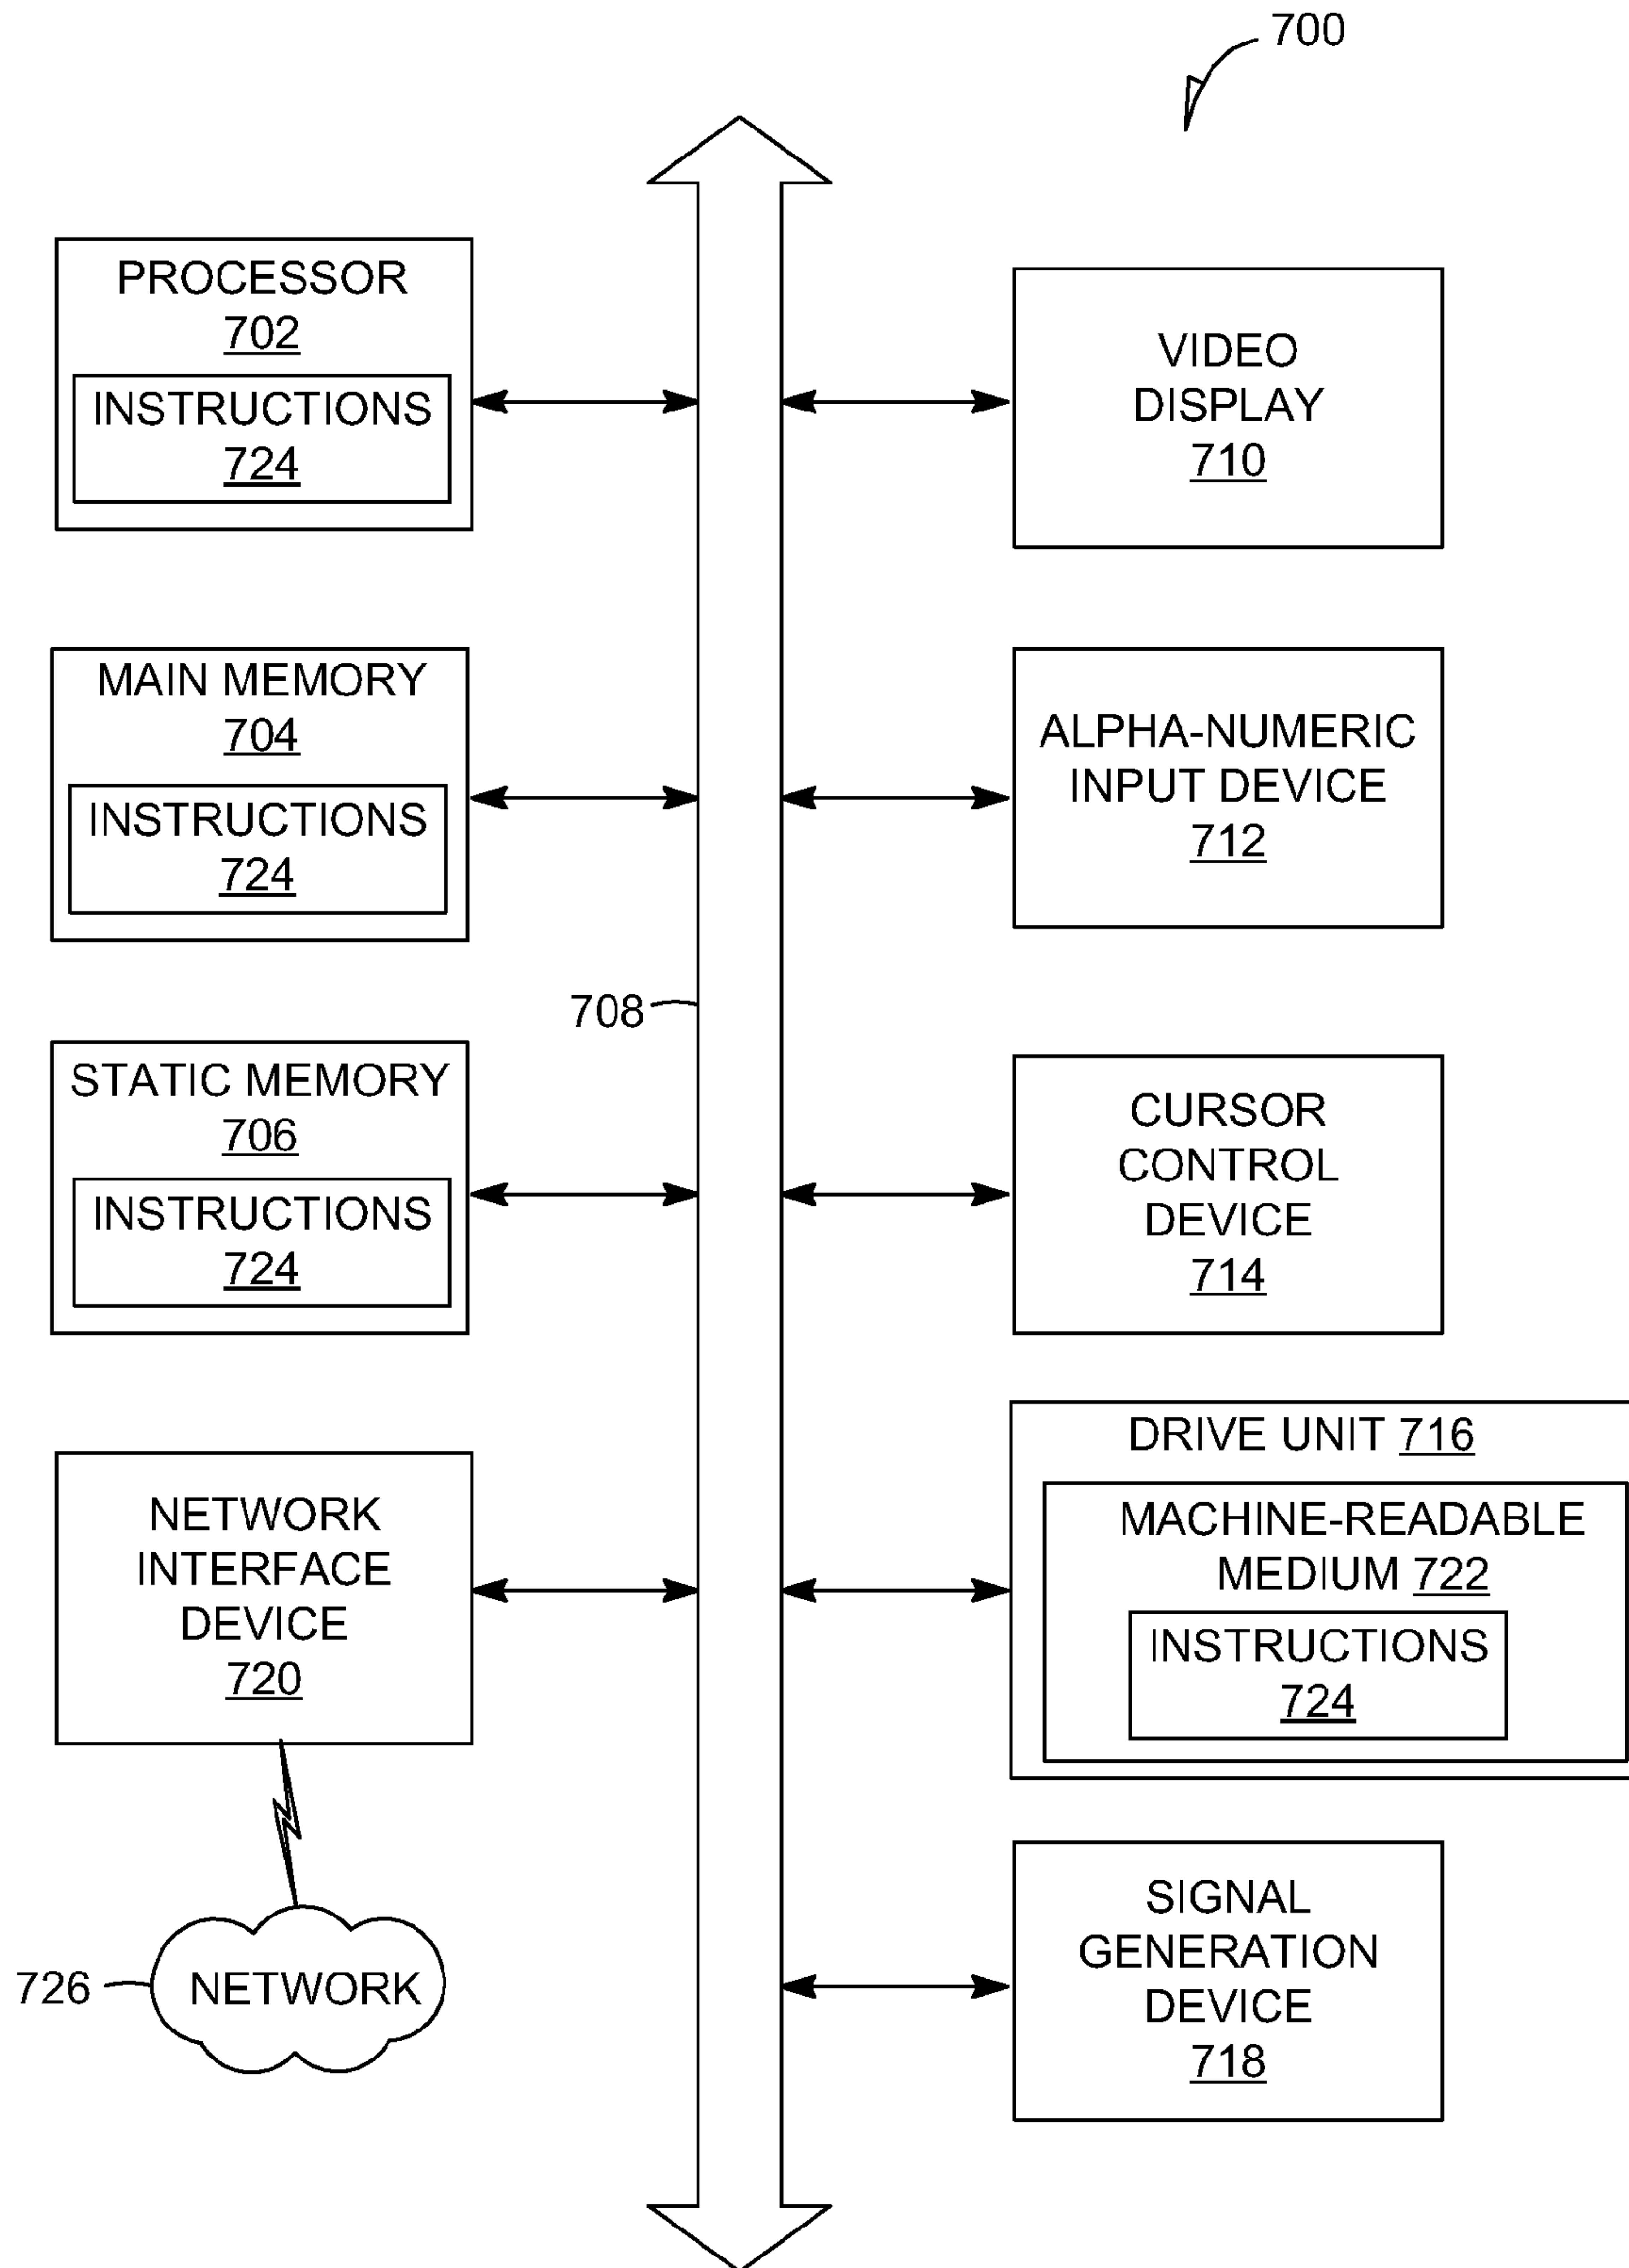 700
PROCESSOR
702
INSTRUCTIONS
724
MAIN MEMORY
704
INSTRUCTIONS
724
708
STATIC MEMORY
706
INSTRUCTIONS
724
NETWORK
INTERFACE
DEVICE
720
726
NETWORK
VIDEO
DISPLAY
710
ALPHA-NUMERIC
INPUT DEVICE
712
CURSOR
CONTROL
DEVICE
714
DRIVE UNIT 716
MACHINE-READABLE
MEDIUM 722
INSTRUCTIONS
724
SIGNAL
GENERATION
DEVICE
718